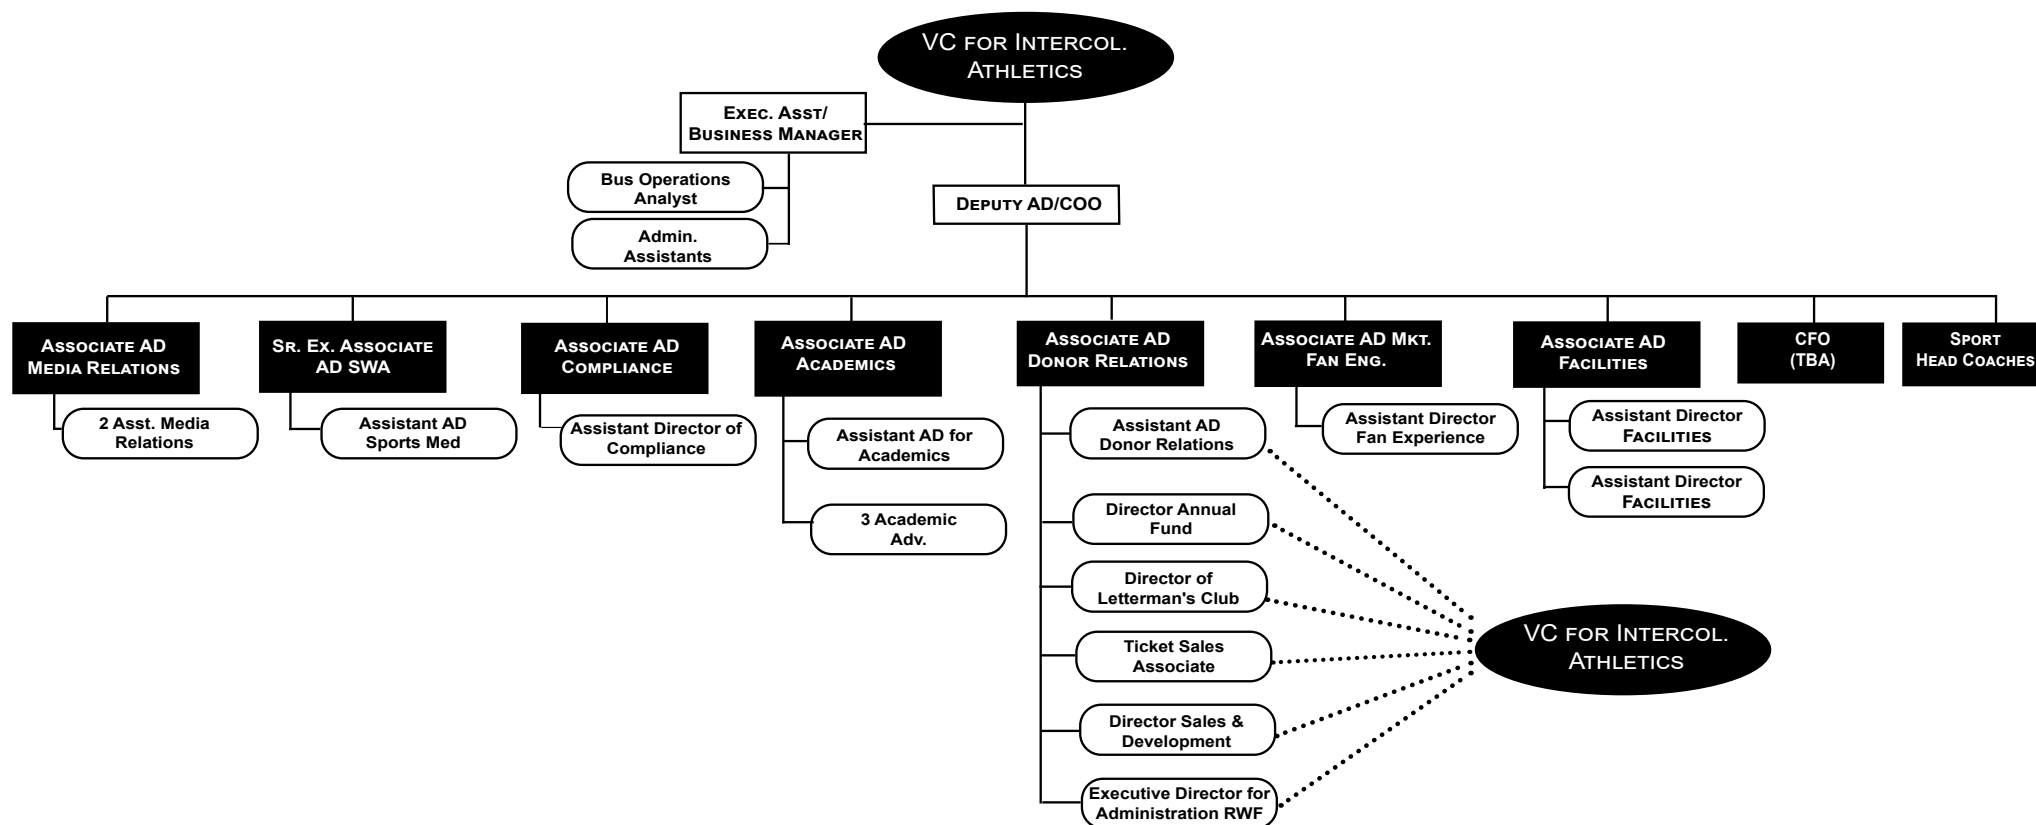 VC for Intercol.
Athletics
Exec. Asst/
Business Manager
Bus Operations
Analyst
Admin.
Assistants
Deputy AD/COO
Associate AD
Media Relations
2 Asst. Media
Relations
Sr. Ex. Associate
AD SWA
Assistant AD
Sports Med
Associate AD
Compliance
Assistant Director of
Compliance
Associate AD
Academics
Assistant AD for
Academics
3 Academic
Adv.
Associate AD
Donor Relations
Assistant AD
Donor Relations
Director Annual
Fund
Director of
Letterman's Club
Ticket Sales
Associate
Director Sales &
Development
Executive Director for
Administration RWF
Associate AD Mkt.
Fan Eng.
Assistant Director
Fan Experience
Associate AD
Facilities
Assistant Director
Facilities
Assistant Director
Facilities
CFO
(TBA)
Sport
Head Coaches
VC for Intercol.
Athletics